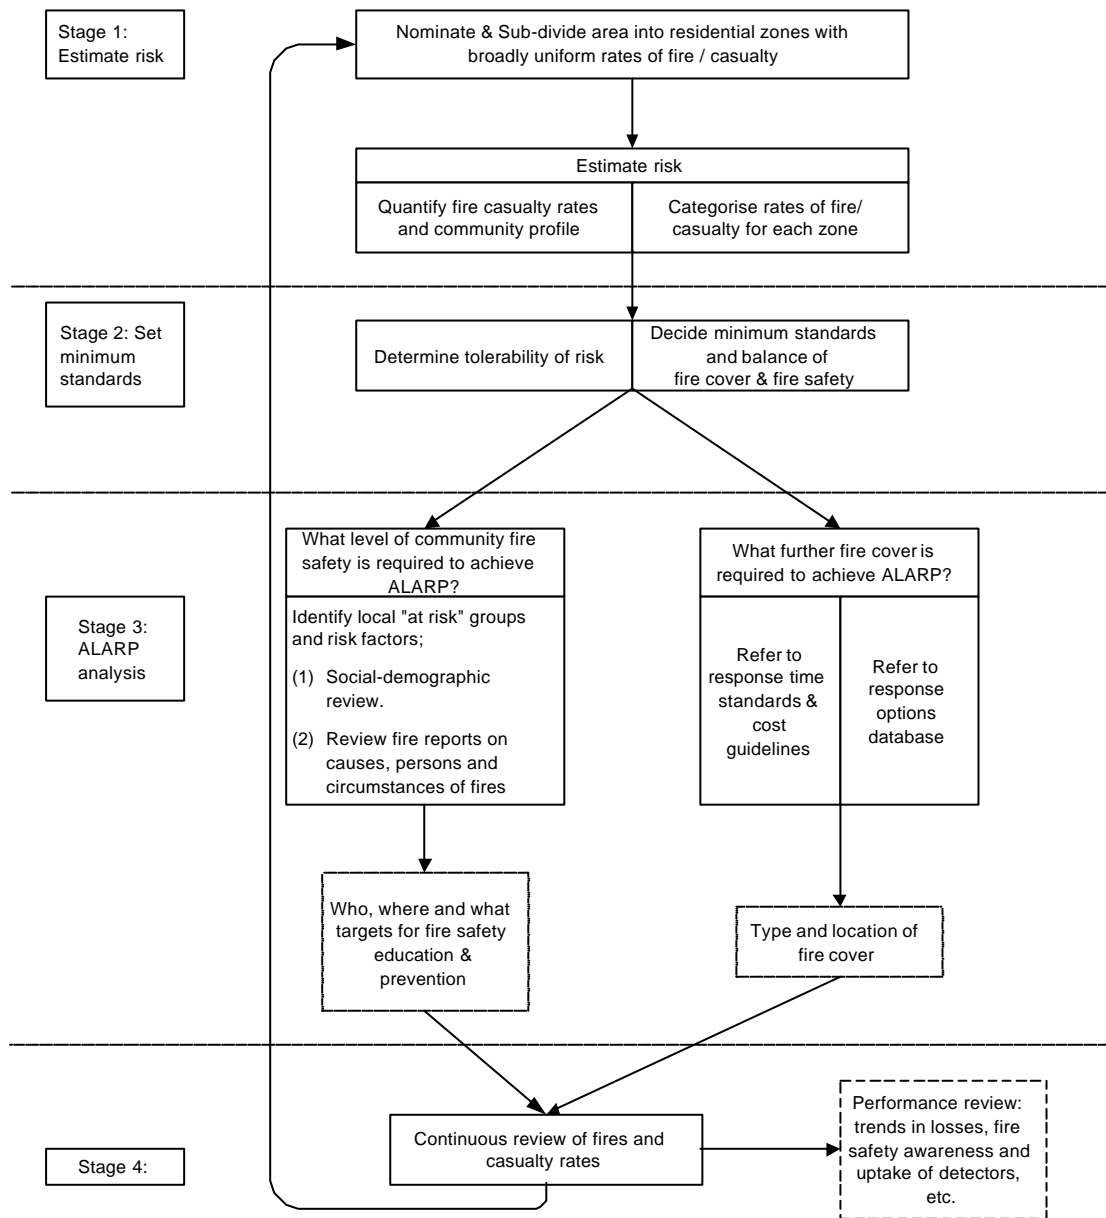 Stage 1:
Estimate risk
Nominate & Sub-divide area into residential zones with
broadly uniform rates of fire / casualty
Estimate risk
Quantify fire casualty rates
and community profile
Categorise rates of fire/
casualty for each zone
Stage 2: Set
minimum
standards
Determine tolerability of risk
Decide minimum standards
and balance of
fire cover & fire safety
Stage 3:
ALARP
analysis
What level of community fire
safety is required to achieve
ALARP?
Identify local "at risk" groups
and risk factors;
(1) Social-demographic
review.
(2) Review fire reports on
causes, persons and
circumstances of fires
What further fire cover is
required to achieve ALARP?
Refer to
response time
standards &
cost
guidelines
Refer to
response
options
database
Who, where and what
targets for fire safety
education &
prevention
Type and location of
fire cover
Stage 4:
Continuous review of fires and
casualty rates
Performance review:
trends in losses, fire
safety awareness and
uptake of detectors,
etc.